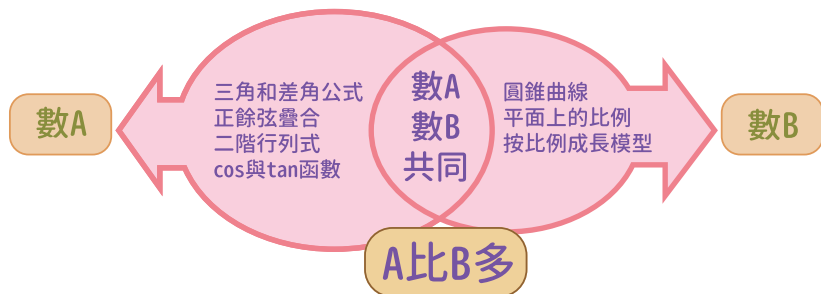 數A
三角和差角公式
正餘弦疊合
二階行列式
cos與tan函數
數A
數B
共同
圓錐曲線
平面上的比例
按比例成長模型
數B
A比B多